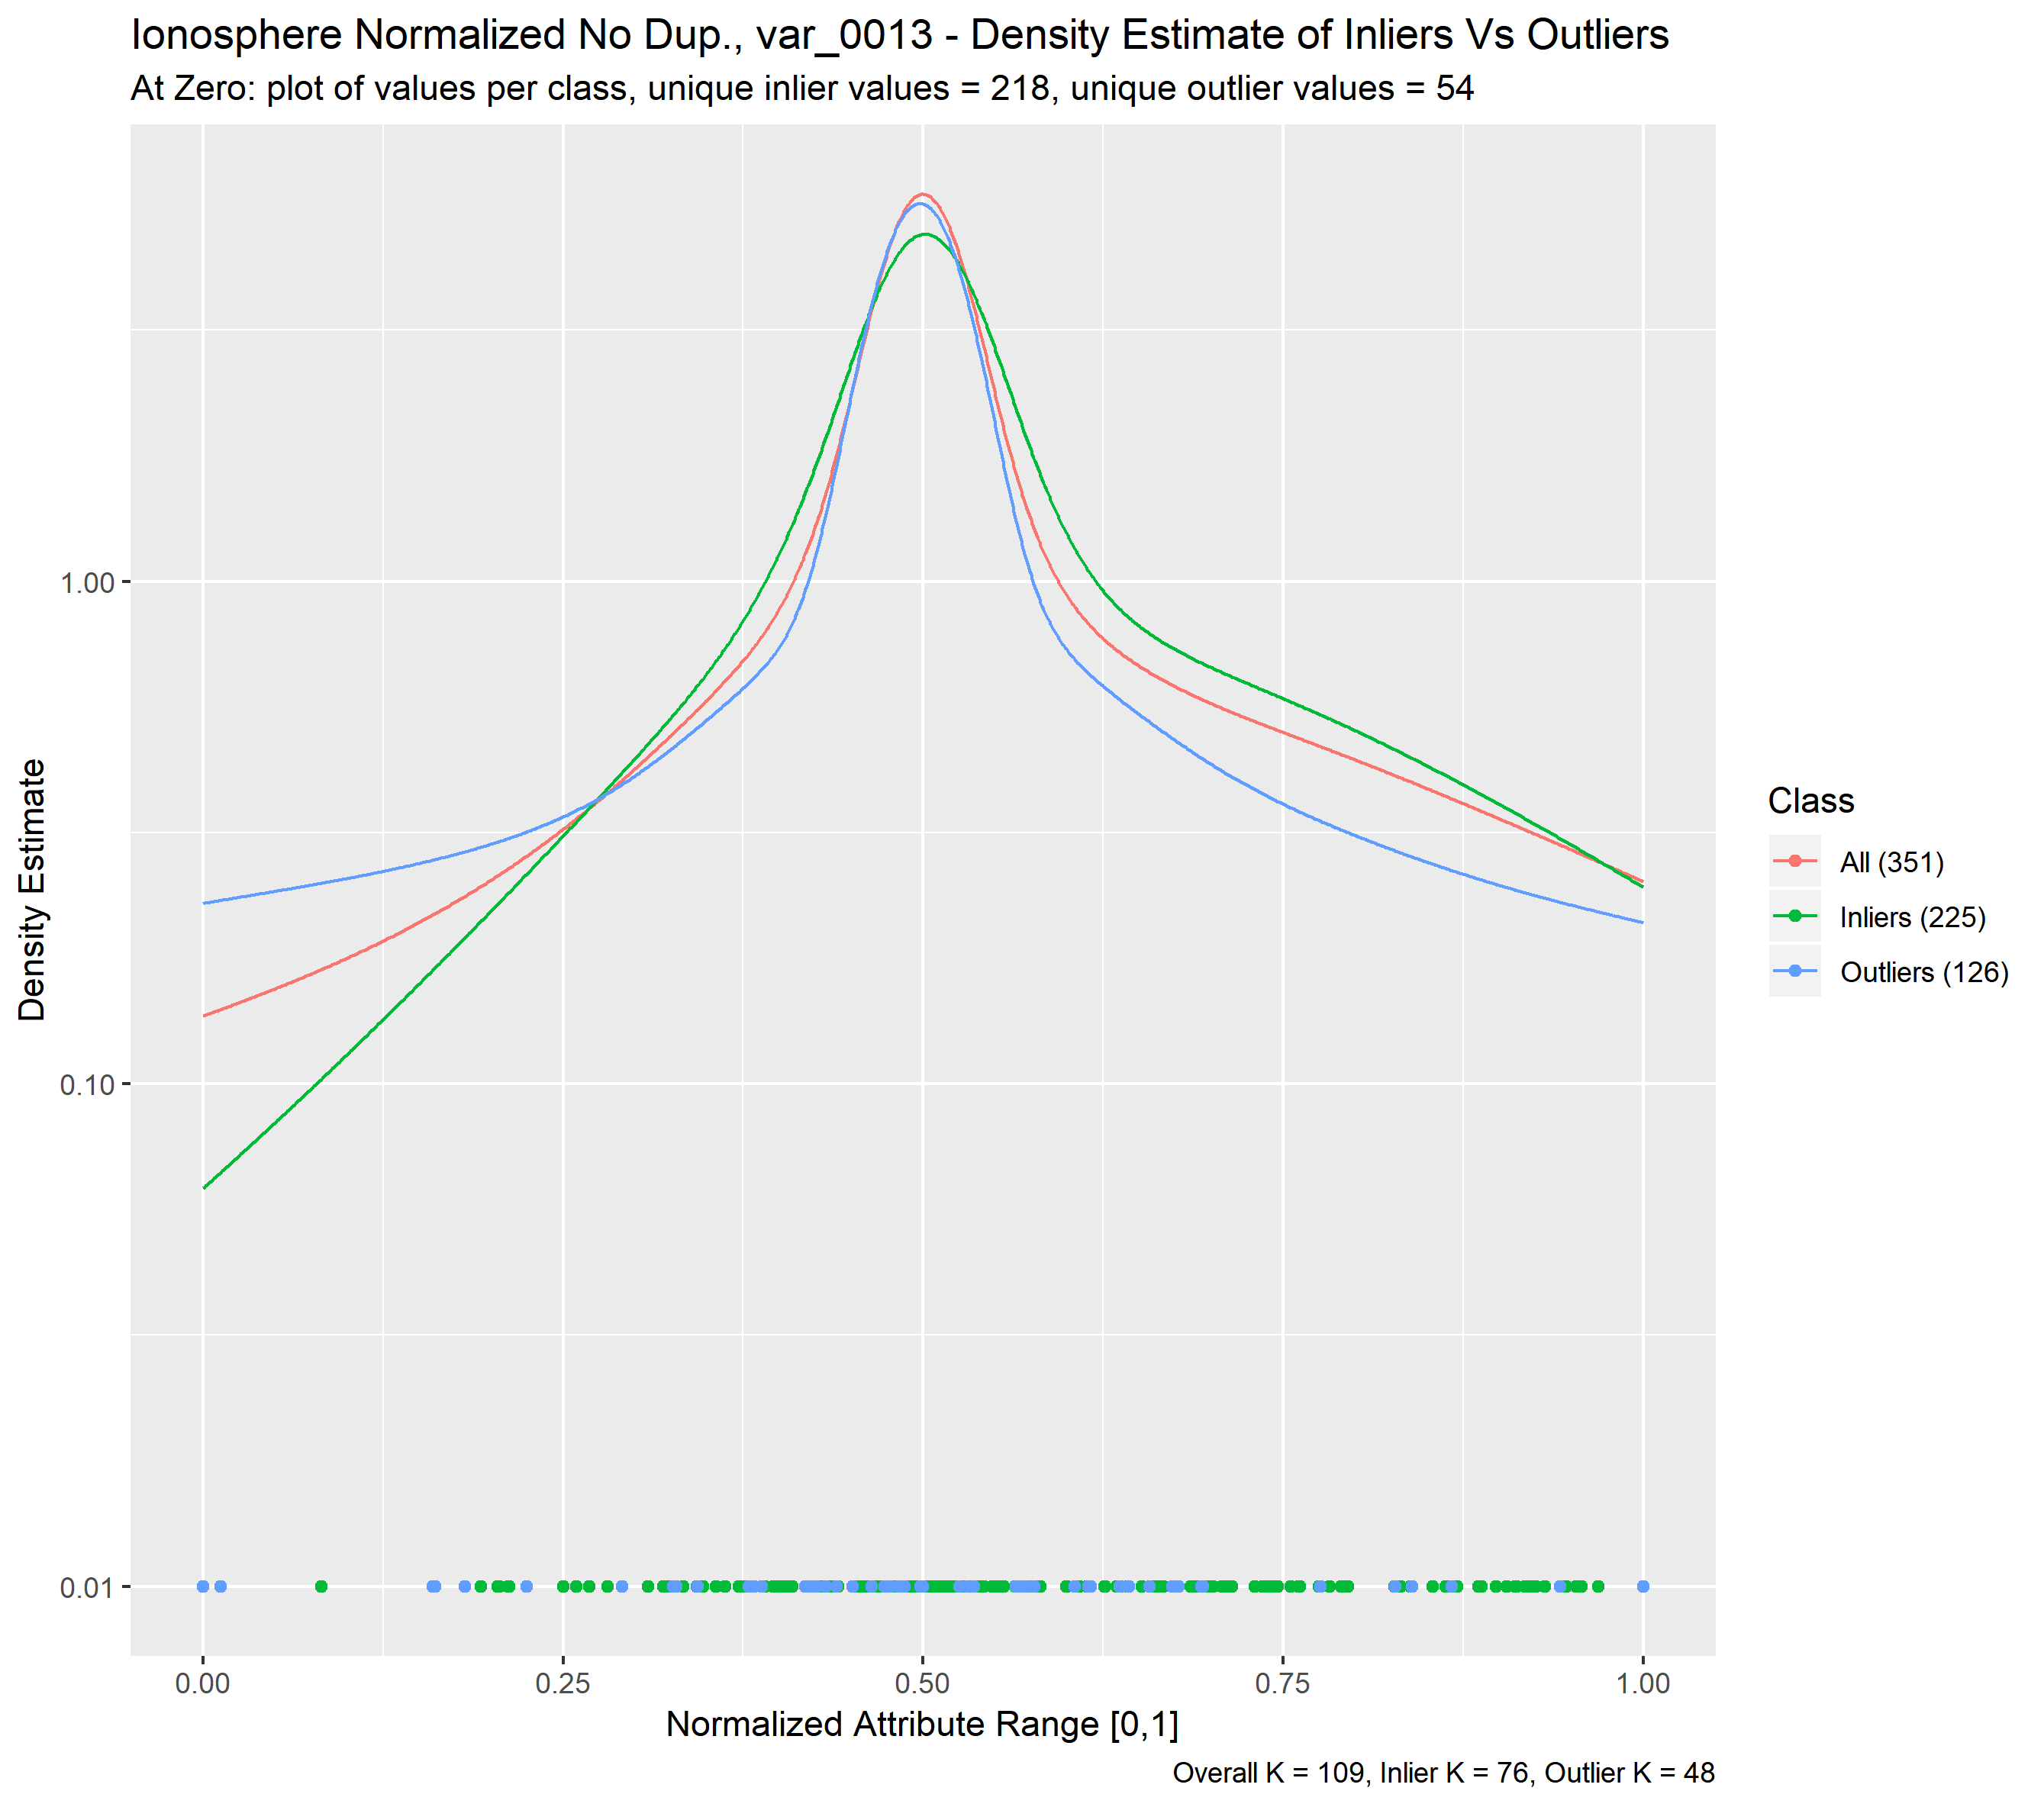 Ionosphere Normalized No Dup., var_0013 - Density Estimate of Inliers Vs Outliers
At Zero: plot of values per class, unique inlier values = 218, unique outlier values = 54
Density Estimate
1.00
0.10
0.01
0.00
0.25
0.50
0.75
1.00
Normalized Attribute Range [0,1]
Class
All (351)
Inliers (225)
Outliers (126)
Overall K = 109, Inlier K = 76, Outlier K = 48